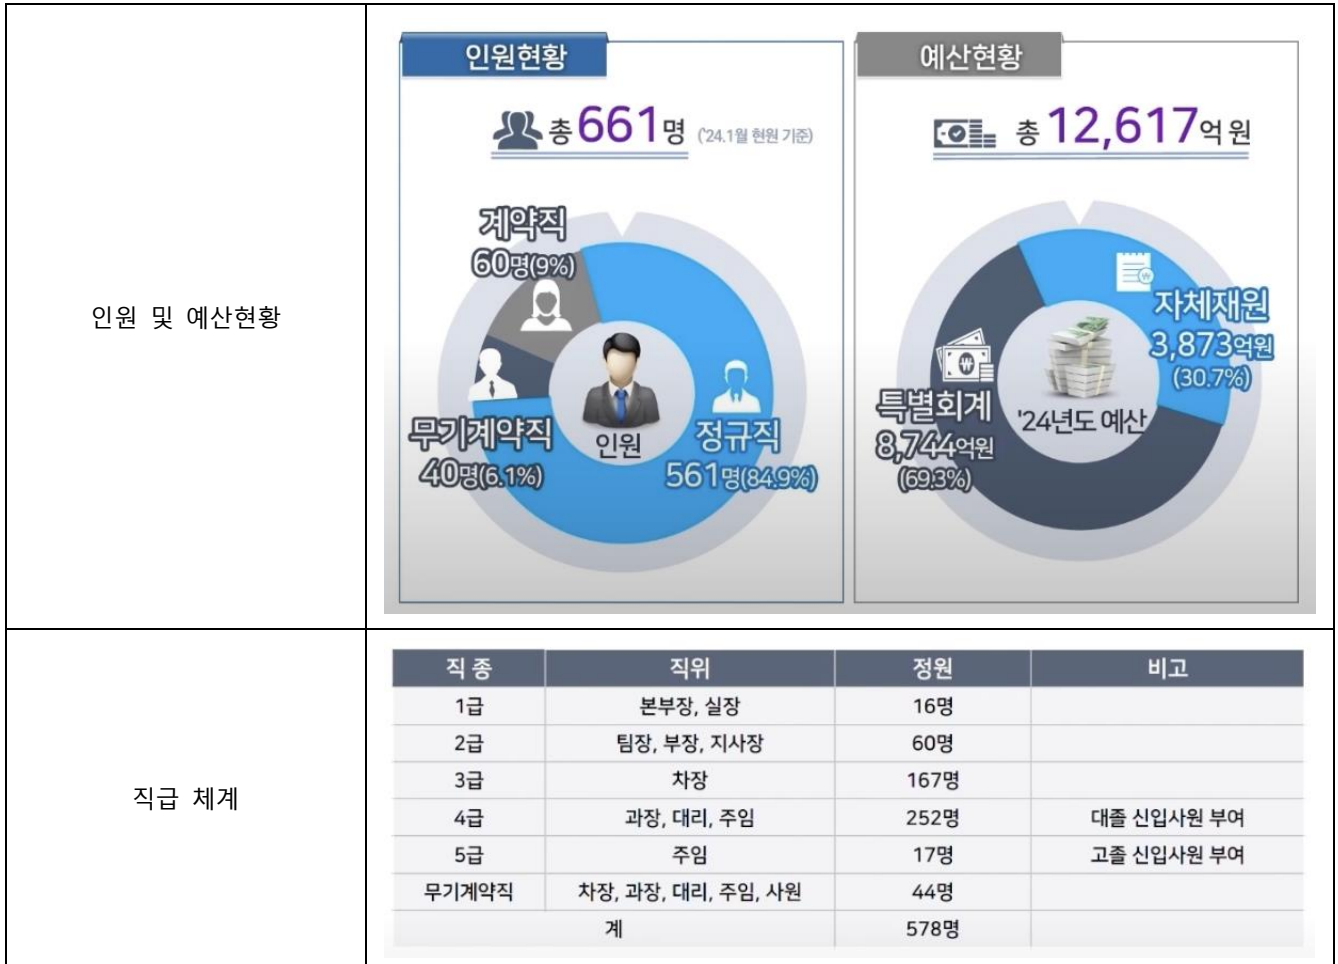 인원 및 예산현황
인원현황
총 661명 ('24.1월 현원 기준)
계약직
60명(9%)
무기계약직
40명(6.1%)
인원
정규직
561명(84.9%)
예산현황
총 12,617억 원
자체재원
3,873억원
(30.7%)
특별회계
8,744억원
(69.3%)
'24년도 예산
직급 체계
직 종 직위 정원 비고
1급 본부장, 실장 16명
2급 팀장, 부장, 지사장 60명
3급 차장 167명
4급 과장, 대리, 주임 252명 대졸 신입사원 부여
5급 주임 17명 고졸 신입사원 부여
무기계약직 차장, 과장, 대리, 주임, 사원 44명
계 578명